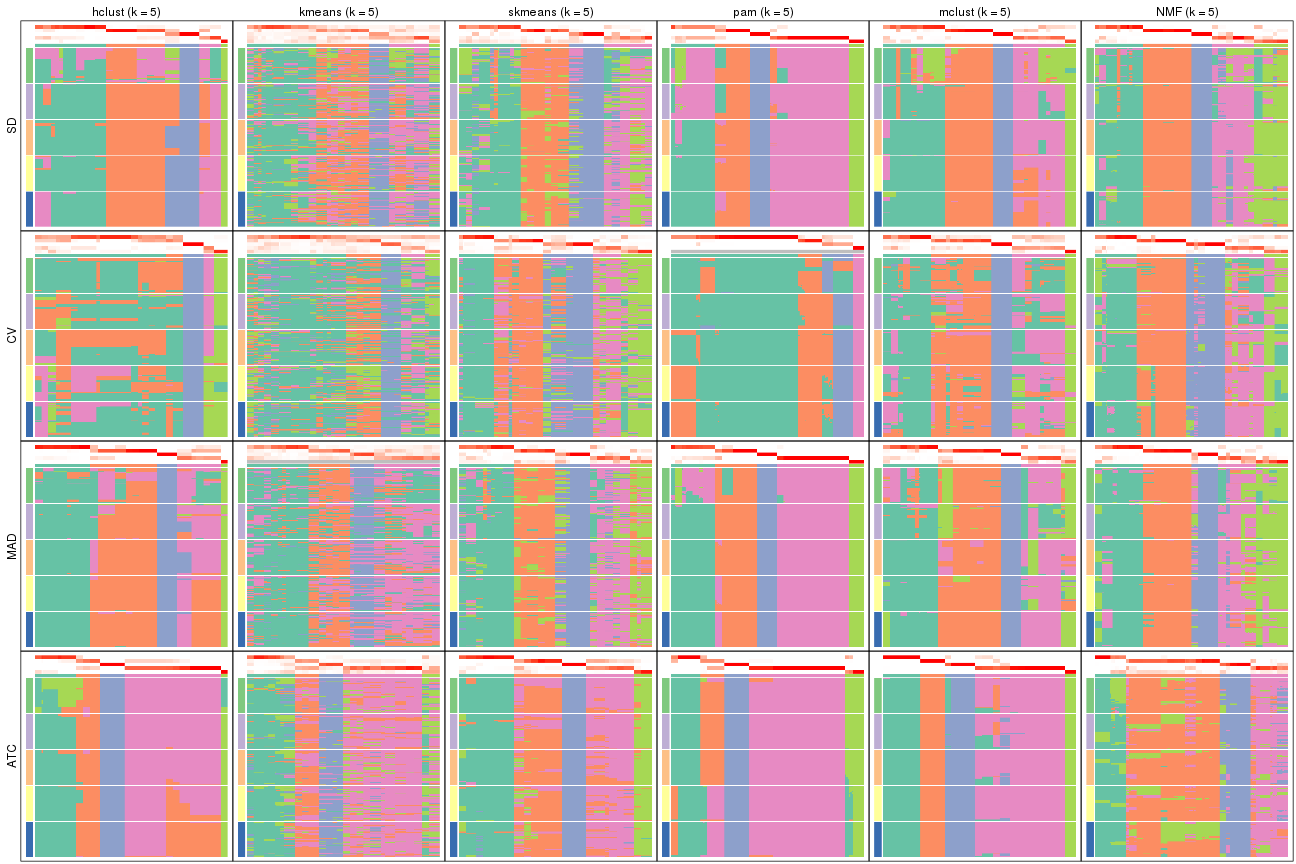 hclust (k = 5) kmeans (k = 5) skmeans (k = 5) pam (k = 5) mclust (k = 5) NMF (k = 5)
SD
CV
MAD
ATC